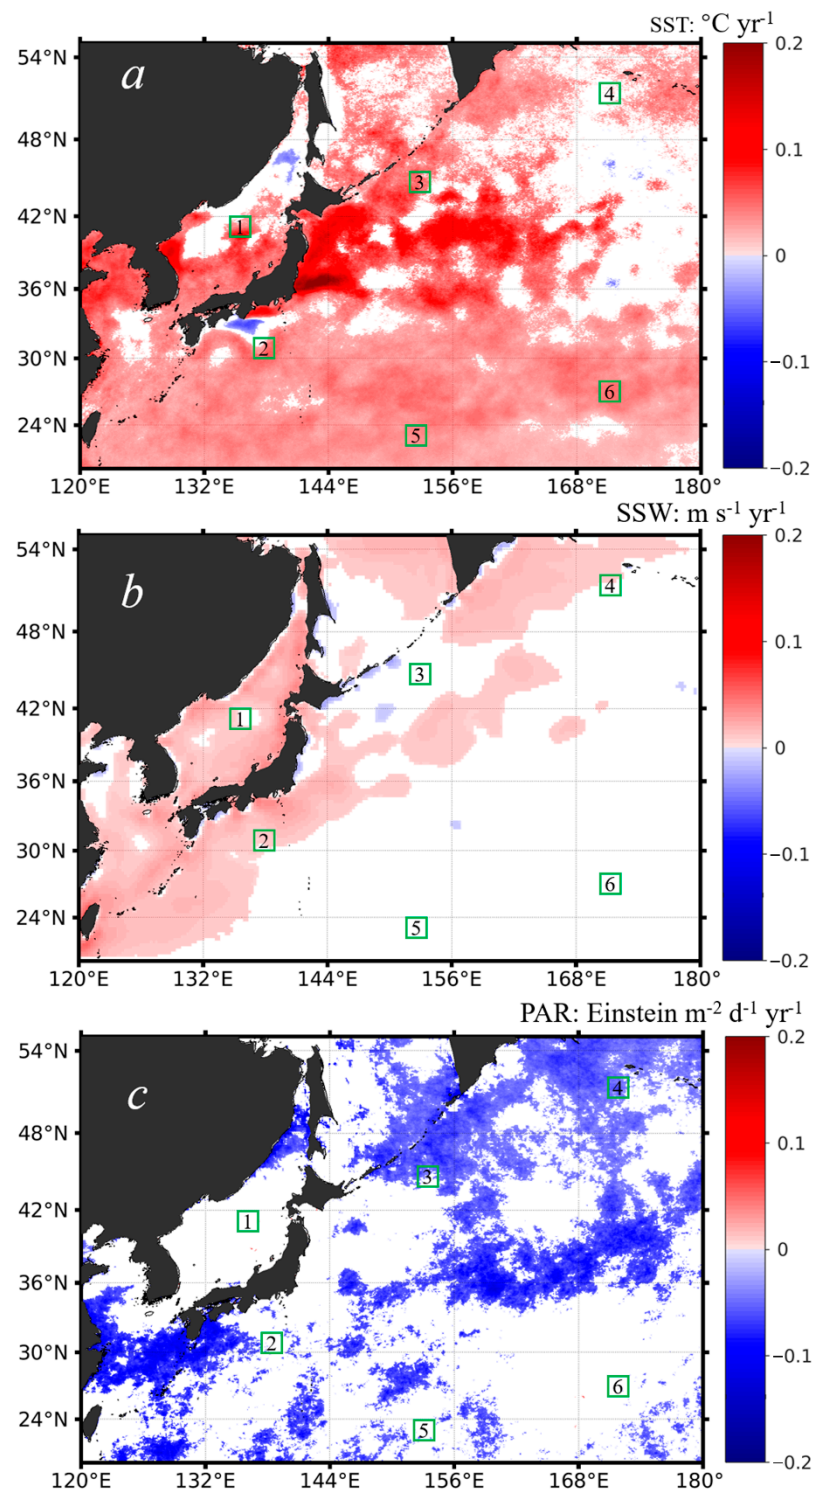 SST: °C yr-1
a
54°N
48°N
42°N
36°N
30°N
24°N
120°E 132°E 144°E 156°E 168°E 180°
0.2
0.1
0
−0.1
−0.2
1
2
3
4
5
6
SSW: m s-1 yr-1
b
54°N
48°N
42°N
36°N
30°N
24°N
120°E 132°E 144°E 156°E 168°E 180°
0.2
0.1
0
−0.1
−0.2
1
2
3
4
5
6
PAR: Einstein m-2 d-1 yr-1
c
54°N
48°N
42°N
36°N
30°N
24°N
120°E 132°E 144°E 156°E 168°E 180°
0.2
0.1
0
−0.1
−0.2
1
2
3
4
5
6